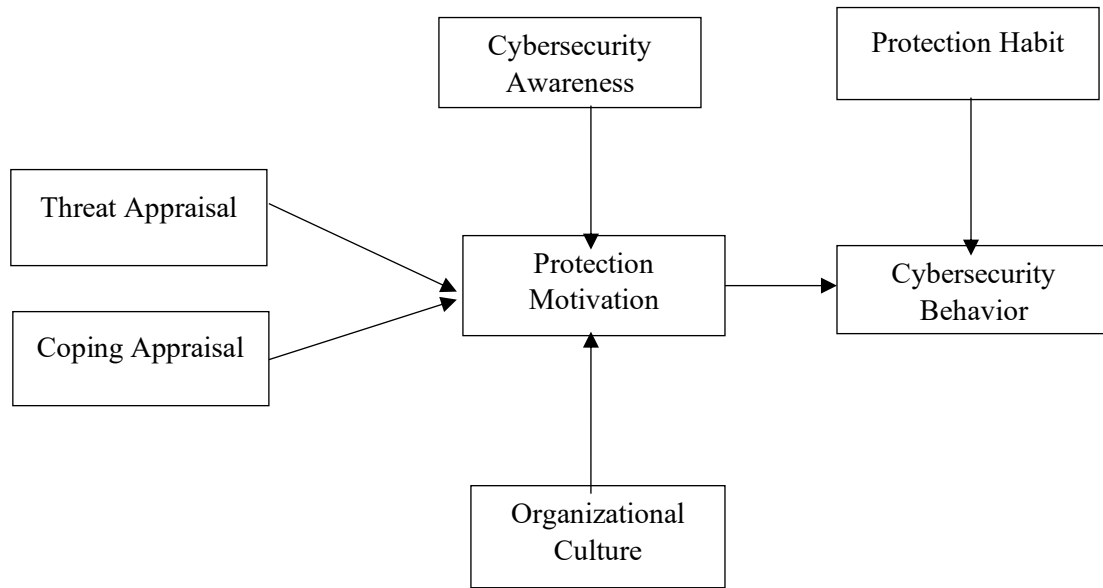 Cybersecurity
Awareness
Protection Habit
Threat Appraisal
Coping Appraisal
Protection
Motivation
Cybersecurity
Behavior
Organizational
Culture